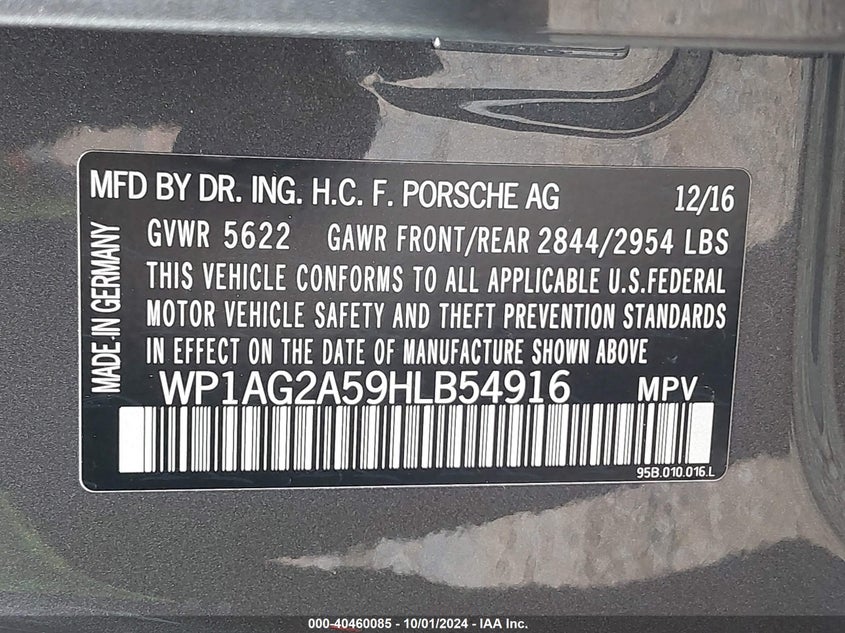 MFD BY DR. ING. H.C. F. PORSCHE AG 12/16
MADE-IN GERMANY
GVWR 5622 GAWR FRONT/REAR 2844/2954 LBS
THIS VEHICLE CONFORMS TO ALL APPLICABLE U.S.FEDERAL
MOTOR VEHICLE SAFETY AND THEFT PREVENTION STANDARDS
IN EFFECT ON THE DATE OF MANUFACTURE SHOWN ABOVE
WP1AG2A59HLB54916 MPV
95B.010.016.L
000-40460085 - 10/01/2024 - IAA Inc.